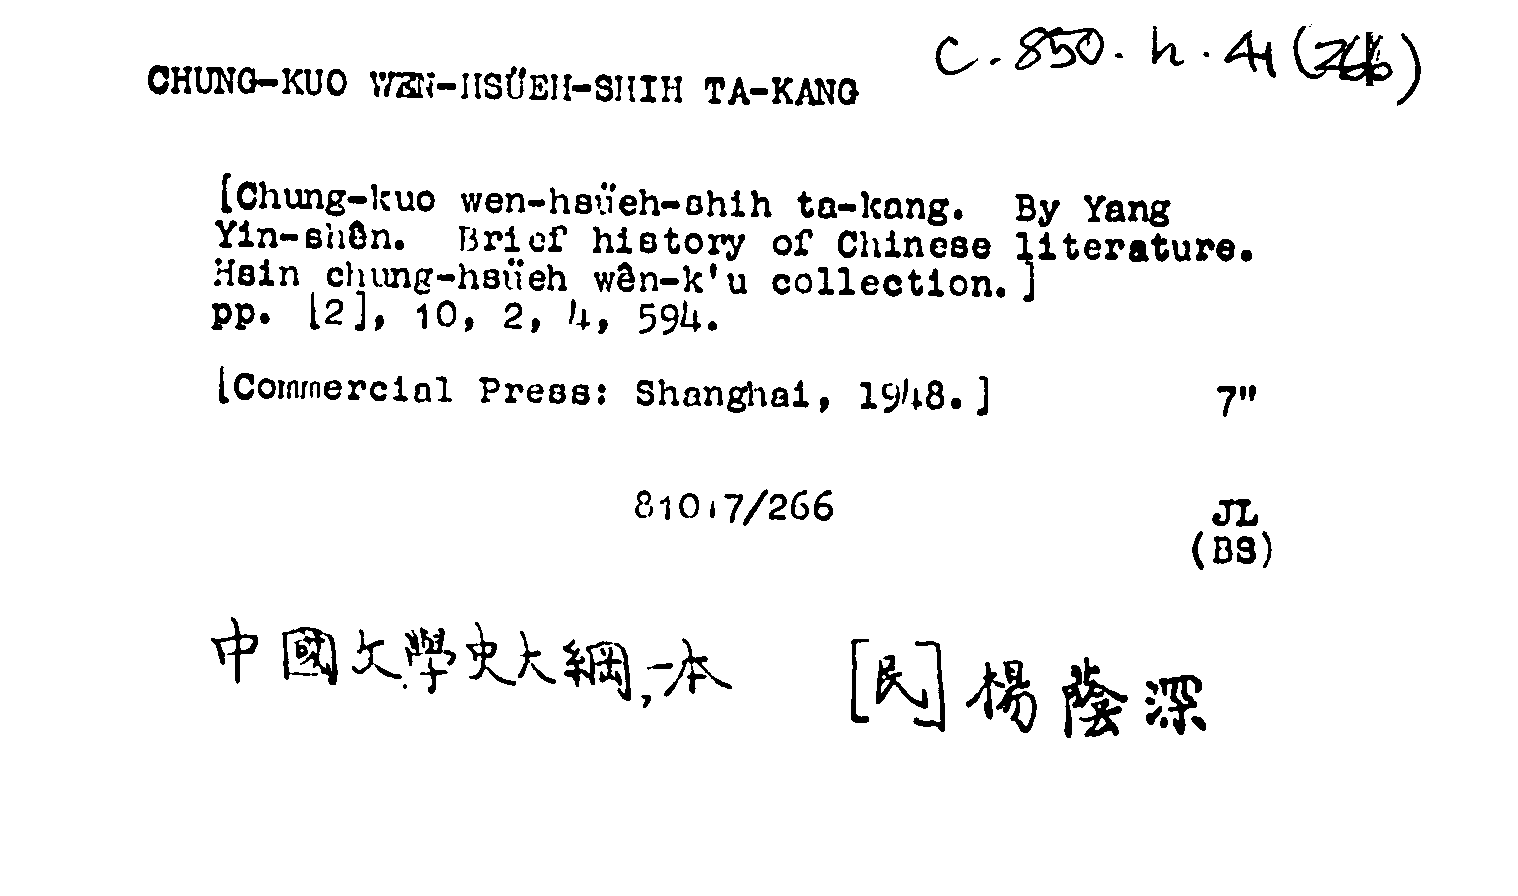 C.850.h.41(266)
CHUNG-KUO WEN-HSÜEH-SHIH TA-KANG
[Chung-kuo wen-hsüeh-shih ta-kang. By Yang
Yin-shên. Brief history of Chinese literature.
Hsin chung-hsüeh wên-k'u collection.]
pp. [2], 10, 2, 4, 594.
[Commercial Press: Shanghai, 1948.] 7"
810.7/266 JL
(BS)
中國文學史大綱,一本 [民]楊蔭深